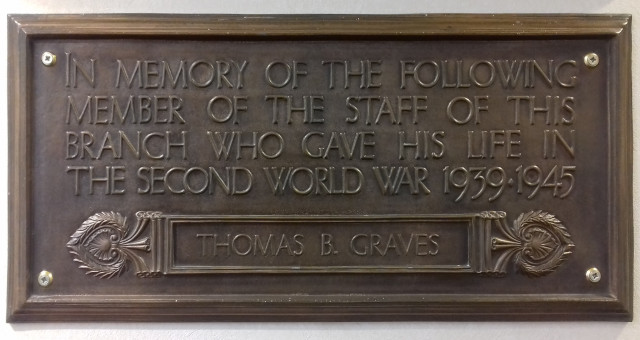 IN MEMORY OF THE FOLLOWING
MEMBER OF THE STAFF OF THIS
BRANCH WHO GAVE HIS LIFE IN
THE SECOND WORLD WAR 1939·1945
THOMAS B. GRAVES